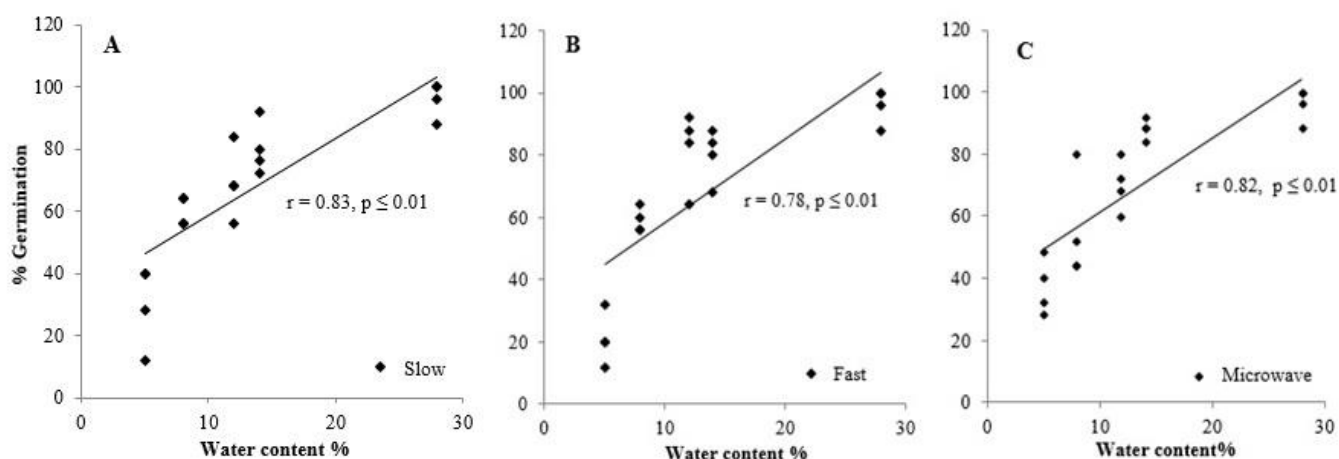 A
% Germination
120
100
80
60
40
20
0
r = 0.83, p ≤ 0.01
Slow
10
20
30
Water content %
B
120
100
80
60
40
20
0
r = 0.78, p ≤ 0.01
Fast
0
10
20
30
Water content %
C
120
100
80
60
40
20
0
r = 0.82, p ≤ 0.01
Microwave
0
10
20
30
Water content%